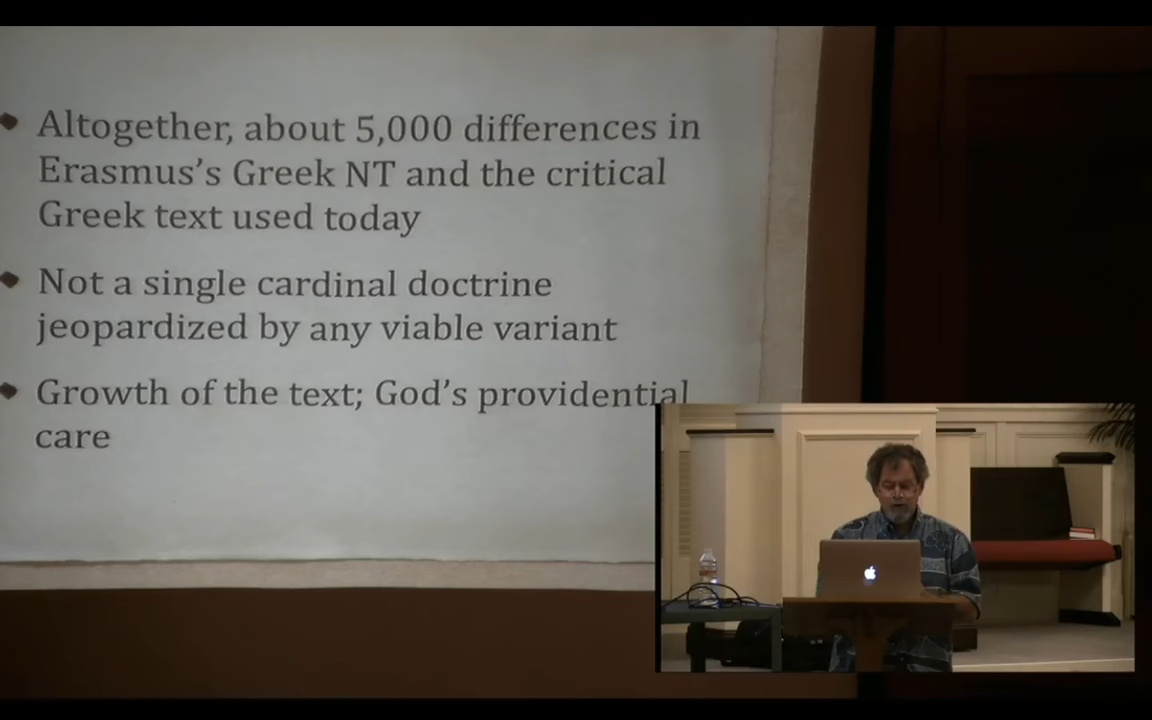 Altogether, about 5,000 differences in
Erasmus's Greek NT and the critical
Greek text used today
Not a single cardinal doctrine
jeopardized by any viable variant
Growth of the text; God's providential
care